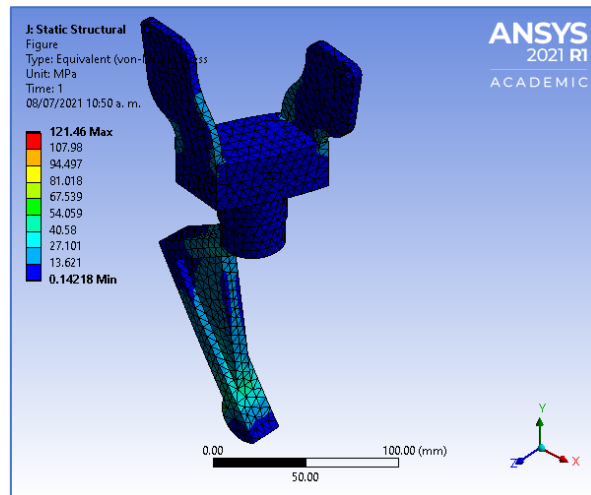 J: Static Structural
Figure
Type: Equivalent (von-
Unit: MPa
Time: 1
08/07/2021 10:50 a. m.
121.46 Max
107.98
94.497
81.018
67.539
54.059
40.58
27.101
13.621
0.14218 Min
ANSYS
2021 R1
ACADEMIC
0.00
100.00 (mm)
50.00
Y
Z
X